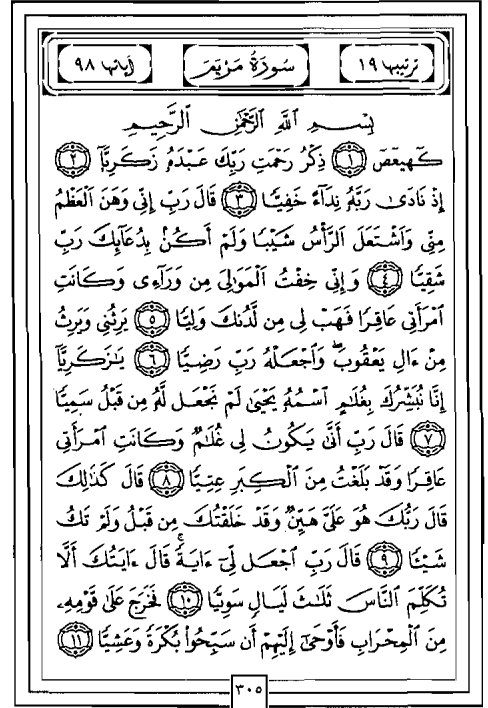 ترتيبها ١٩ سورة مريم آياتها ٩٨
بِسْمِ ٱللَّهِ ٱلرَّحْمَٰنِ ٱلرَّحِيمِ
كٓهيعٓصٓ ١ ذِكْرُ رَحْمَتِ رَبِّكَ عَبْدَهُۥ زَكَرِيَّآ ٢
إِذْ نَادَىٰ رَبَّهُۥ نِدَآءً خَفِيًّا ٣ قَالَ رَبِّ إِنِّى وَهَنَ ٱلْعَظْمُ
مِنِّى وَٱشْتَعَلَ ٱلرَّأْسُ شَيْبًا وَلَمْ أَكُنۢ بِدُعَآئِكَ رَبِّ
شَقِيًّا ٤ وَإِنِّى خِفْتُ ٱلْمَوَٰلِىَ مِن وَرَآءِى وَكَانَتِ
ٱمْرَأَتِى عَاقِرًا فَهَبْ لِى مِن لَّدُنكَ وَلِيًّا ٥ يَرِثُنِى وَيَرِثُ
مِنْ ءَالِ يَعْقُوبَ ۖ وَٱجْعَلْهُ رَبِّ رَضِيًّا ٦ يَٰزَكَرِيَّآ
إِنَّا نُبَشِّرُكَ بِغُلَٰمٍ ٱسْمُهُۥ يَحْيَىٰ لَمْ نَجْعَل لَّهُۥ مِن قَبْلُ سَمِيًّا
٧ قَالَ رَبِّ أَنَّىٰ يَكُونُ لِى غُلَٰمٌ وَكَانَتِ ٱمْرَأَتِى
عَاقِرًا وَقَدْ بَلَغْتُ مِنَ ٱلْكِبَرِ عِتِيًّا ٨ قَالَ كَذَٰلِكَ
قَالَ رَبُّكَ هُوَ عَلَىَّ هَيِّنٌ وَقَدْ خَلَقْتُكَ مِن قَبْلُ وَلَمْ تَكُ
شَيْـًٔا ٩ قَالَ رَبِّ ٱجْعَل لِّىٓ ءَايَةً ۚ قَالَ ءَايَتُكَ أَلَّا
تُكَلِّمَ ٱلنَّاسَ ثَلَٰثَ لَيَالٍ سَوِيًّا ١٠ فَخَرَجَ عَلَىٰ قَوْمِهِۦ
مِنَ ٱلْمِحْرَابِ فَأَوْحَىٰٓ إِلَيْهِمْ أَن سَبِّحُوا۟ بُكْرَةً وَعَشِيًّا ١١
٣٠٥